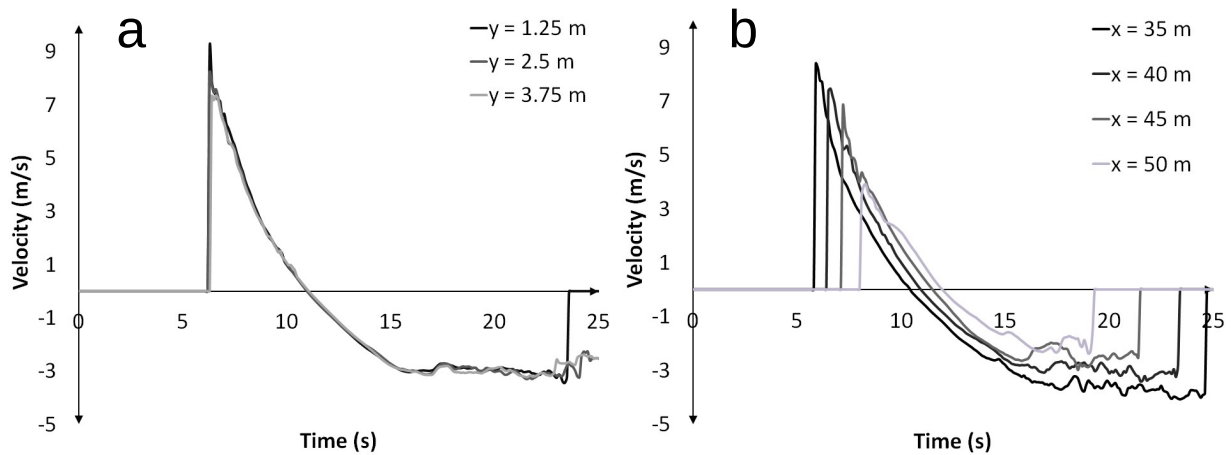 a
y = 1.25 m
y = 2.5 m
y = 3.75 m
9
7
5
3
1
-1
-3
-5
0 5 10 15 20 25
Velocity (m/s)
Time (s)
b
x = 35 m
x = 40 m
x = 45 m
x = 50 m
9
7
5
3
1
-1
-3
-5
0 5 10 15 20 25
Velocity (m/s)
Time (s)